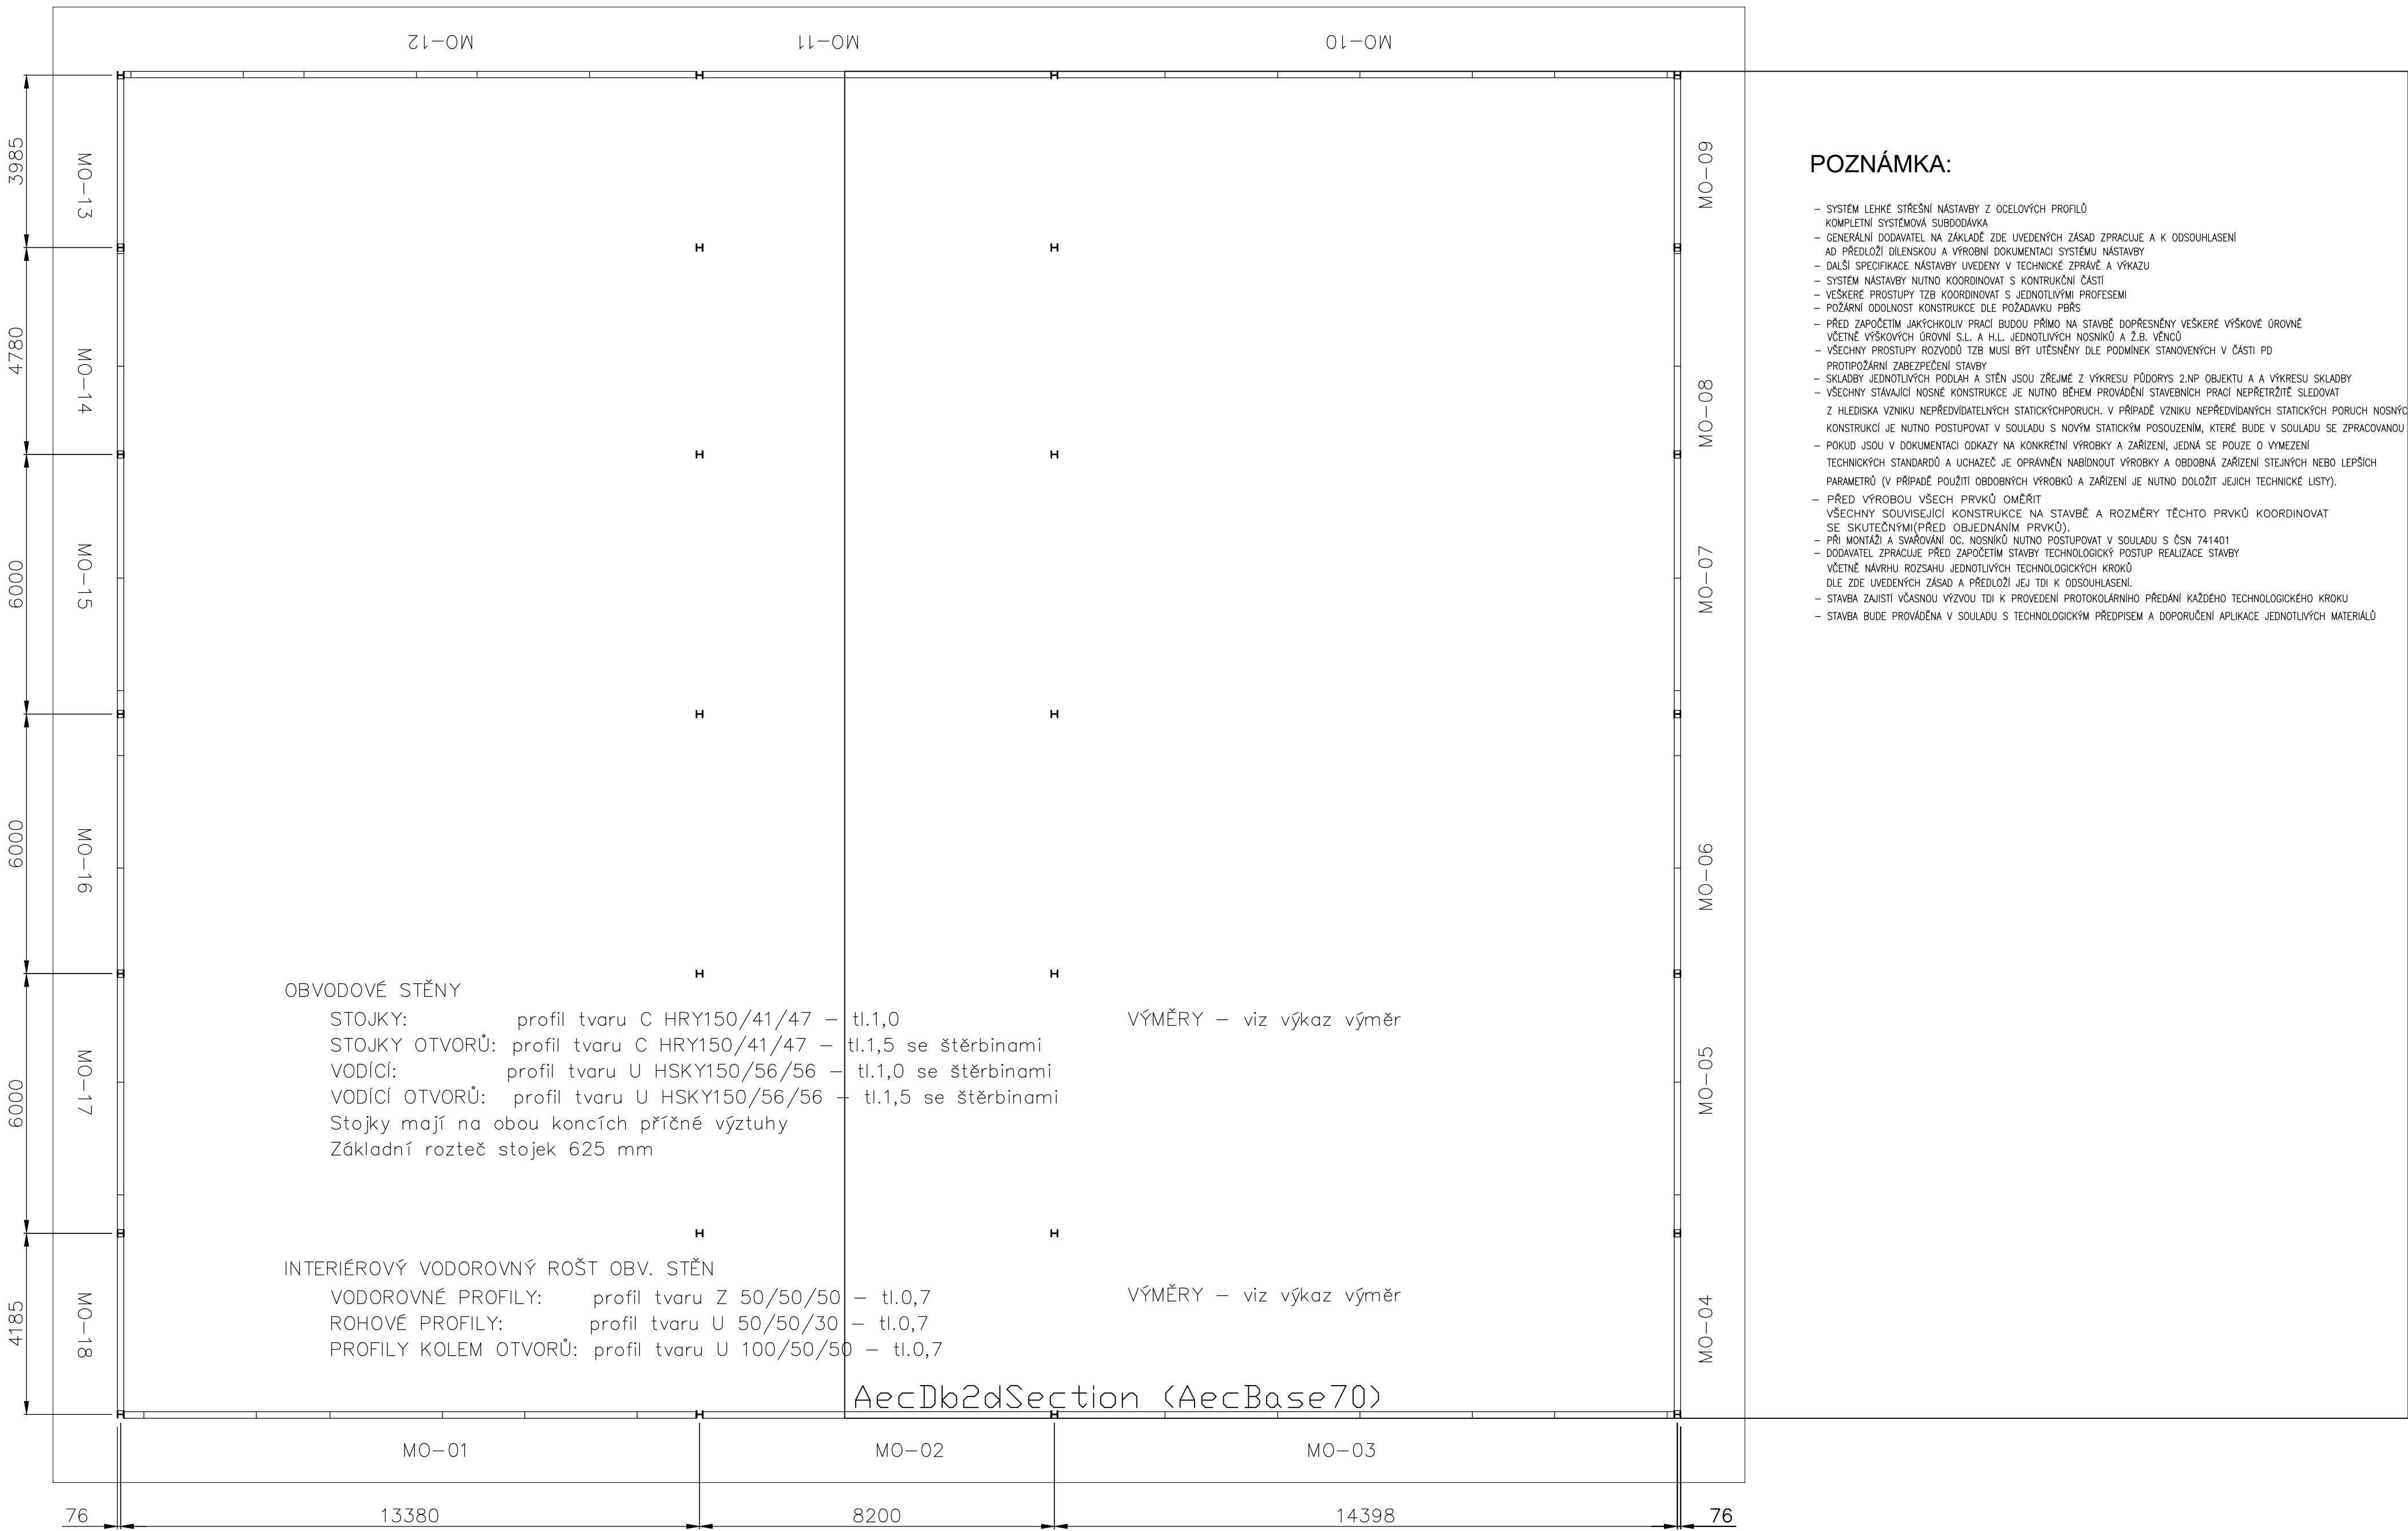 MO-12
MO-11
MO-10
3985
MO-13
4780
MO-14
6000
MO-15
6000
MO-16
6000
MO-17
4185
MO-18
MO-09
MO-08
MO-07
MO-06
MO-05
MO-04
OBVODOVÉ STĚNY
STOJKY: profil tvaru C HRY150/41/47 – tl.1,0
STOJKY OTVORŮ: profil tvaru C HRY150/41/47 – tl.1,5 se štěrbinami
VODÍCÍ: profil tvaru U HSKY150/56/56 – tl.1,0 se štěrbinami
VODÍCÍ OTVORŮ: profil tvaru U HSKY150/56/56 – tl.1,5 se štěrbinami
Stojky mají na obou koncích příčné výztuhy
Základní rozteč stojek 625 mm
VÝMĚRY – viz výkaz výměr
INTERIÉROVÝ VODOROVNÝ ROŠT OBV. STĚN
VODOROVNÉ PROFILY: profil tvaru Z 50/50/50 – tl.0,7
ROHOVÉ PROFILY: profil tvaru U 50/50/30 – tl.0,7
PROFILY KOLEM OTVORŮ: profil tvaru U 100/50/50 – tl.0,7
VÝMĚRY – viz výkaz výměr
AecDb2dSection (AecBase70)
MO-01
MO-02
MO-03
76
13380
8200
14398
76
POZNÁMKA:
– SYSTÉM LEHKÉ STŘEŠNÍ NÁSTAVBY Z OCELOVÝCH PROFILŮ
KOMPLETNÍ SYSTÉMOVÁ SUBDODÁVKA
– GENERÁLNÍ DODAVATEL NA ZÁKLADĚ ZDE UVEDENÝCH ZÁSAD ZPRACUJE A K ODSOUHLASENÍ
AD PŘEDLOŽÍ DÍLENSKOU A VÝROBNÍ DOKUMENTACI SYSTÉMU NÁSTAVBY
– DALŠÍ SPECIFIKACE NÁSTAVBY UVEDENY V TECHNICKÉ ZPRÁVĚ A VÝKAZU
– SYSTÉM NÁSTAVBY NUTNO KOORDINOVAT S KONTRUKČNÍ ČÁSTÍ
– VEŠKERÉ PROSTUPY TZB KOORDINOVAT S JEDNOTLIVÝMI PROFESEMI
– POŽÁRNÍ ODOLNOST KONSTRUKCE DLE POŽADAVKU PBŘS
– PŘED ZAPOČETÍM JAKÝCHKOLIV PRACÍ BUDOU PŘÍMO NA STAVBĚ DOPŘESNĚNY VEŠKERÉ VÝŠKOVÉ ÚROVNĚ
VČETNĚ VÝŠKOVÝCH ÚROVNÍ S.L. A H.L. JEDNOTLIVÝCH NOSNÍKŮ A Ž.B. VĚNCŮ
– VŠECHNY PROSTUPY ROZVODŮ TZB MUSÍ BÝT UTĚSNĚNY DLE PODMÍNEK STANOVENÝCH V ČÁSTI PD
PROTIPOŽÁRNÍ ZABEZPEČENÍ STAVBY
– SKLADBY JEDNOTLIVÝCH PODLAH A STĚN JSOU ZŘEJMÉ Z VÝKRESU PŮDORYS 2.NP OBJEKTU A A VÝKRESU SKLADBY
– VŠECHNY STÁVAJÍCÍ NOSNÉ KONSTRUKCE JE NUTNO BĚHEM PROVÁDĚNÍ STAVEBNÍCH PRACÍ NEPŘETRŽITĚ SLEDOVAT
Z HLEDISKA VZNIKU NEPŘEDVÍDATELNÝCH STATICKÝCHPORUCH. V PŘÍPADĚ VZNIKU NEPŘEDVÍDANÝCH STATICKÝCH PORUCH NOSNÝC
KONSTRUKCÍ JE NUTNO POSTUPOVAT V SOULADU S NOVÝM STATICKÝM POSOUZENÍM, KTERÉ BUDE V SOULADU SE ZPRACOVANOU
– POKUD JSOU V DOKUMENTACI ODKAZY NA KONKRÉTNÍ VÝROBKY A ZAŘÍZENÍ, JEDNÁ SE POUZE O VYMEZENÍ
TECHNICKÝCH STANDARDŮ A UCHAZEČ JE OPRÁVNĚN NABÍDNOUT VÝROBKY A OBDOBNÁ ZAŘÍZENÍ STEJNÝCH NEBO LEPŠÍCH
PARAMETRŮ (V PŘÍPADĚ POUŽITÍ OBDOBNÝCH VÝROBKŮ A ZAŘÍZENÍ JE NUTNO DOLOŽIT JEJICH TECHNICKÉ LISTY).
– PŘED VÝROBOU VŠECH PRVKŮ OMĚŘIT
VŠECHNY SOUVISEJÍCÍ KONSTRUKCE NA STAVBĚ A ROZMĚRY TĚCHTO PRVKŮ KOORDINOVAT
SE SKUTEČNÝMI(PŘED OBJEDNÁNÍM PRVKŮ).
– PŘI MONTÁŽI A SVAŘOVÁNÍ OC. NOSNÍKŮ NUTNO POSTUPOVAT V SOULADU S ČSN 741401
– DODAVATEL ZPRACUJE PŘED ZAPOČETÍM STAVBY TECHNOLOGICKÝ POSTUP REALIZACE STAVBY
VČETNĚ NÁVRHU ROZSAHU JEDNOTLIVÝCH TECHNOLOGICKÝCH KROKŮ
DLE ZDE UVEDENÝCH ZÁSAD A PŘEDLOŽÍ JEJ TDI K ODSOUHLASENÍ.
– STAVBA ZAJISTÍ VČASNOU VÝZVOU TDI K PROVEDENÍ PROTOKOLÁRNÍHO PŘEDÁNÍ KAŽDÉHO TECHNOLOGICKÉHO KROKU
– STAVBA BUDE PROVÁDĚNA V SOULADU S TECHNOLOGICKÝM PŘEDPISEM A DOPORUČENÍ APLIKACE JEDNOTLIVÝCH MATERIÁLŮ